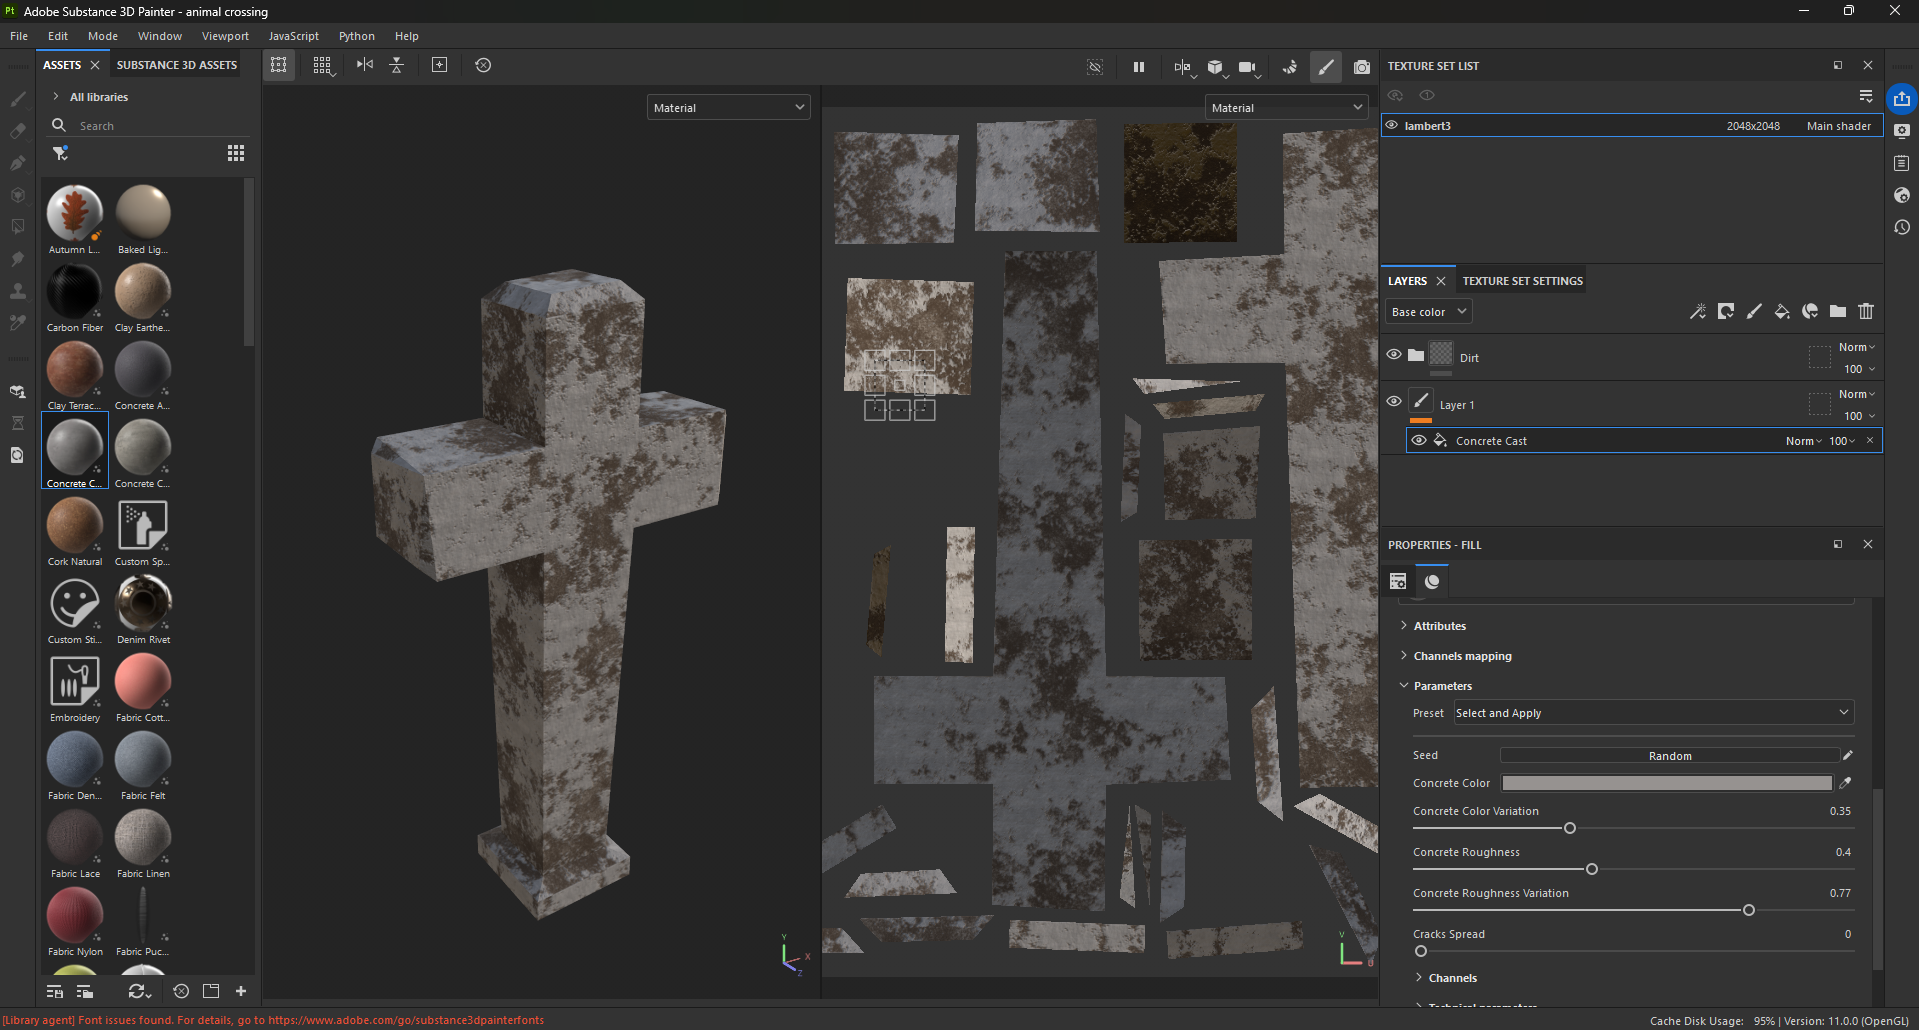 Pt Adobe Substance 3D Painter - animal crossing
File Edit Mode Window Viewport JavaScript Python Help
ASSETS SUBSTANCE 3D ASSETS
All libraries
Search
Autumn L... Baked Lig...
Carbon Fiber Clay Earthe...
Clay Terrac... Concrete A...
Concrete C... Concrete C...
Cork Natural Custom Sp...
Custom Sti... Denim Rivet
Embroidery Fabric Cott...
Fabric Den... Fabric Felt
Fabric Lace Fabric Linen
Fabric Nylon Fabric Puc...
Material
Y
X
Z
Material
V
TEXTURE SET LIST
lambert3 2048x2048 Main shader
LAYERS TEXTURE SET SETTINGS
Base color
Dirt Norm
100
Layer 1 Norm
100
Concrete Cast Norm 100
PROPERTIES - FILL
Attributes
Channels mapping
Parameters
Preset Select and Apply
Seed Random
Concrete Color
Concrete Color Variation 0.35
Concrete Roughness 0.4
Concrete Roughness Variation 0.77
Cracks Spread 0
Channels
[Library agent] Font issues found. For details, go to https://www.adobe.com/go/substance3dpainterfonts
Cache Disk Usage: 95% | Version: 11.0.0 (OpenGL)